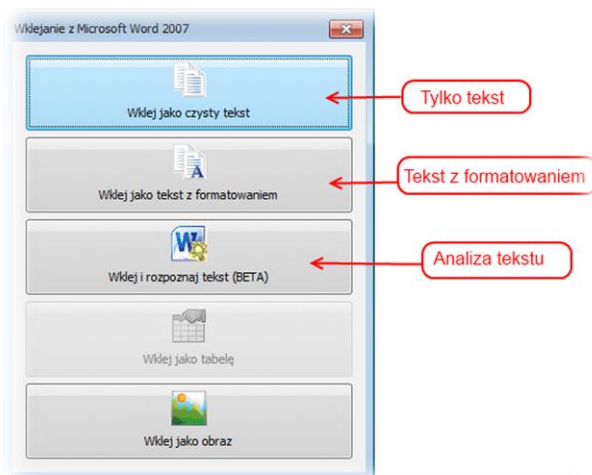 Wklejanie z Microsoft Word 2007
Wklej jako czysty tekst
Tylko tekst
Wklej jako tekst z formatowaniem
Tekst z formatowaniem
Wklej i rozpoznaj tekst (BETA)
Analiza tekstu
Wklej jako tabelę
Wklej jako obraz